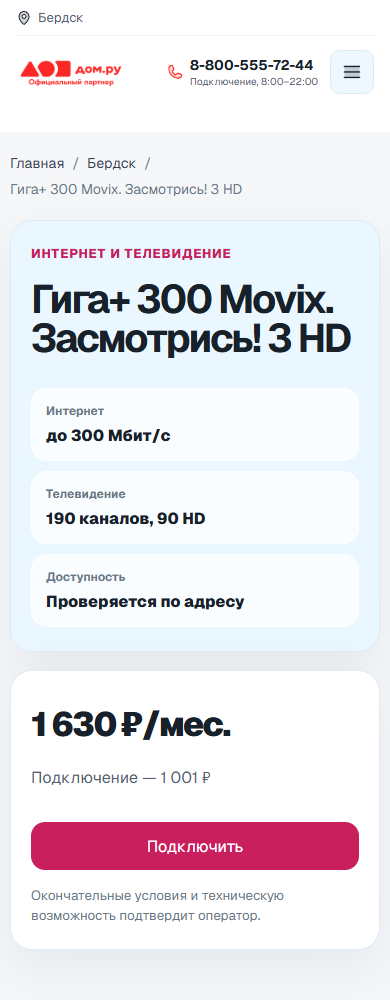 Бердск
дом.ру
Официальный партнер
8-800-555-72-44
Подключение, 8:00–22:00
Главная / Бердск /
Гига+ 300 Movix. Засмотрись! 3 HD
ИНТЕРНЕТ И ТЕЛЕВИДЕНИЕ
Гига+ 300 Movix.
Засмотрись! 3 HD
Интернет
до 300 Мбит/с
Телевидение
190 каналов, 90 HD
Доступность
Проверяется по адресу
1 630 ₽/мес.
Подключение — 1 001 ₽
Подключить
Окончательные условия и техническую
возможность подтвердит оператор.